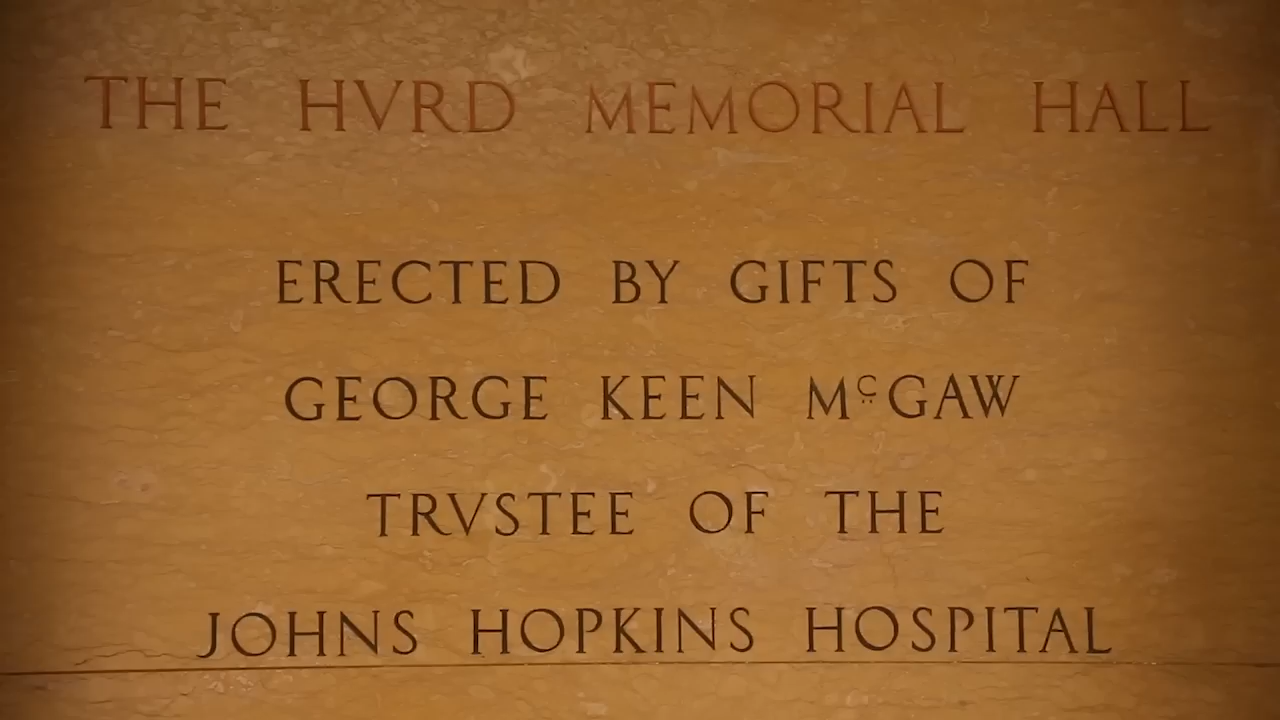 THE HVRD MEMORIAL HALL
ERECTED BY GIFTS OF
GEORGE KEEN MᶜGAW
TRVSTEE OF THE
JOHNS HOPKINS HOSPITAL